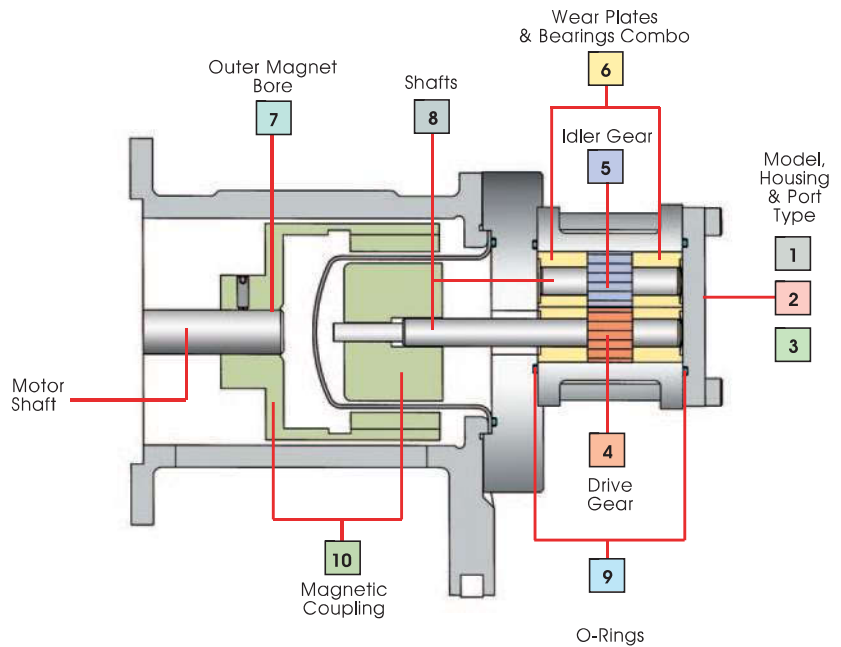 Wear Plates
& Bearings Combo
6
Outer Magnet
Bore
7
Shafts
8
Idler Gear
5
Model,
Housing
& Port
Type
1
2
3
Motor
Shaft
4
Drive
Gear
10
Magnetic
Coupling
9
O-Rings